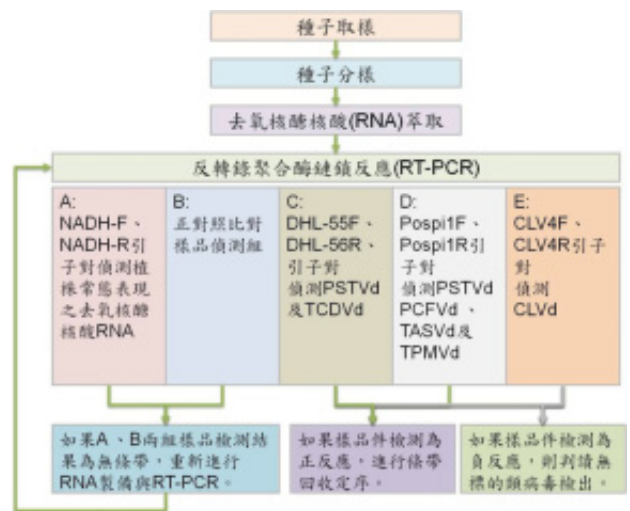 種子取樣
種子分樣
去氧核醣核酸(RNA)萃取
反轉錄聚合酶鏈鎖反應(RT-PCR)
A:
NADH-F、
NADH-R引
子對偵測植
株常態表現
之去氧核醣
核酸RNA
B:
正對照比對
樣品偵測組
C:
DHL-55F、
DHL-56R、
引子對
偵測PSTVd
及TCDVd
D:
Pospi1F、
Pospi1R引
子對
偵測PSTVd
PCFVd、
TASVd及
TPMVd
E:
CLV4F、
CLV4R引子
對
偵測
CLVd
如果A、B兩組樣品檢測結
果為無條帶，重新進行
RNA製備與RT-PCR。
如果樣品件檢測為
正反應，進行條帶
回收定序。
如果樣品件檢測為
負反應，則判讀無
標的類病毒檢出。